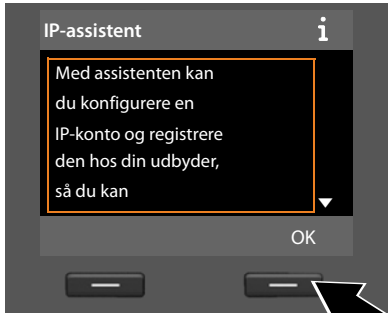 IP-assistent i
Med assistenten kan
du konfigurere en
IP-konto og registrere
den hos din udbyder,
så du kan
OK